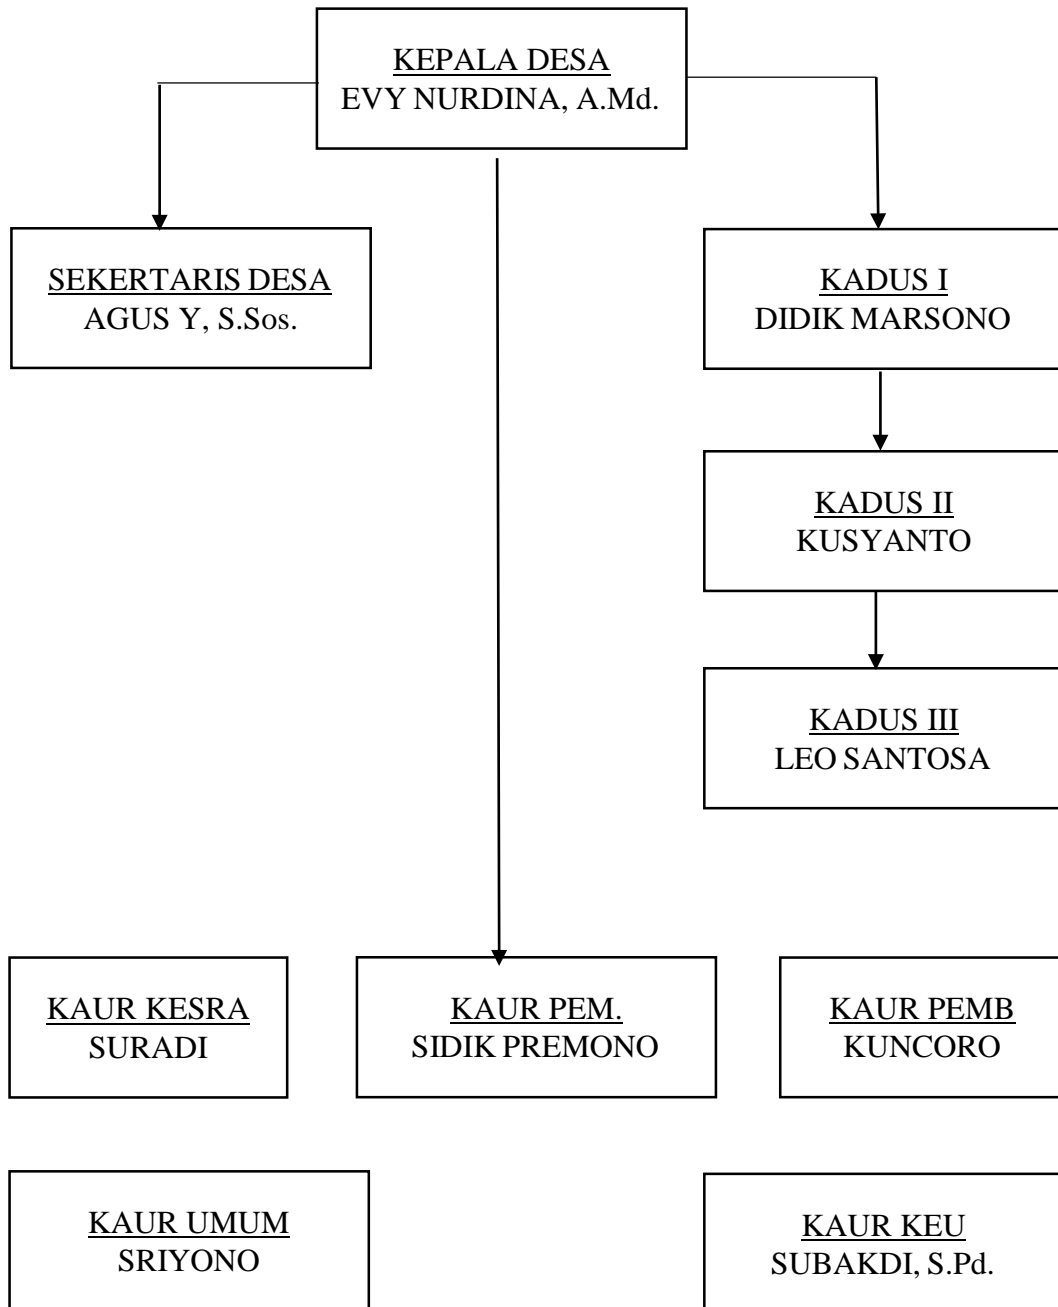 KEPALA DESA
EVY NURDINA, A.Md.
SEKERTARIS DESA
AGUS Y, S.Sos.
KADUS I
DIDIK MARSONO
KADUS II
KUSYANTO
KADUS III
LEO SANTOSA
KAUR KESRA
SURADI
KAUR PEM.
SIDIK PREMONO
KAUR PEMB
KUNCORO
KAUR UMUM
SRIYONO
KAUR KEU
SUBAKDI, S.Pd.